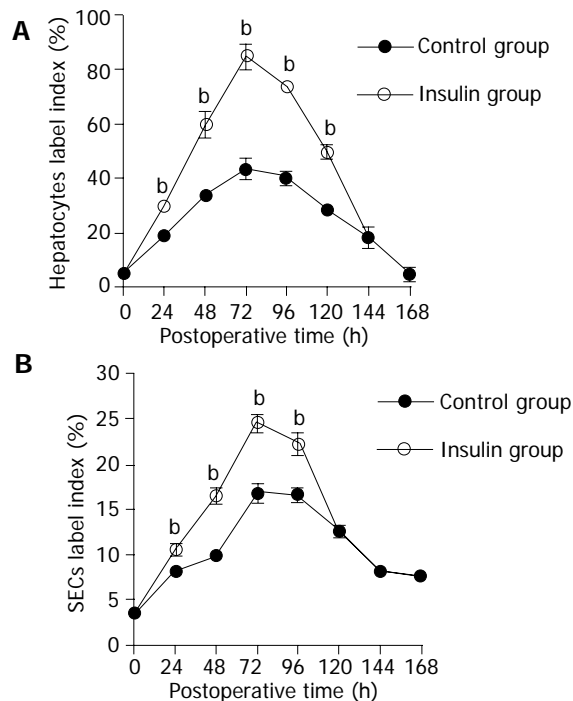 A
Hepatocytes label index (%)
100
80
60
40
20
0
b
b
b
b
b
Control group
Insulin group
0 24 48 72 96 120 144 168
Postoperative time (h)
B
SECs label index (%)
30
25
20
15
10
5
0
b
b
b
b
Control group
Insulin group
0 24 48 72 96 120 144 168
Postoperative time (h)